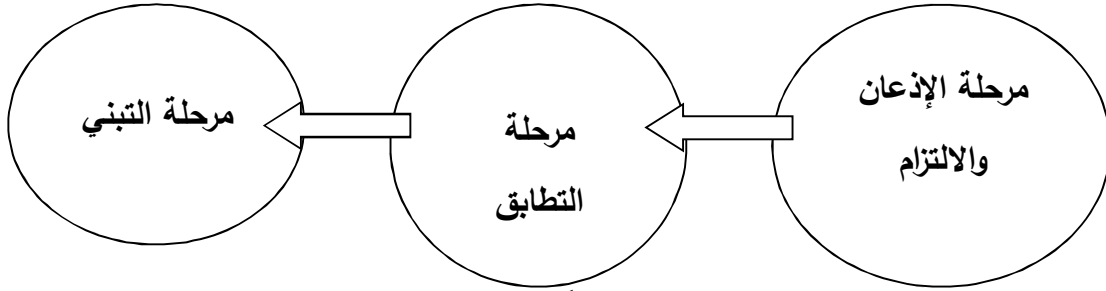 مرحلة الإذعان
والالتزام
مرحلة
التطابق
مرحلة التبني